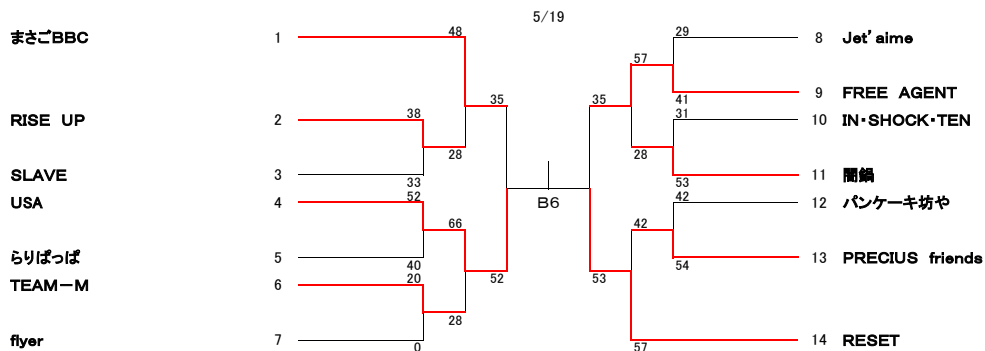 5/19
まさごBBC 1 48 29 8 Jet'aime
57
35 35 41 9 FREE AGENT
RISE UP 2 38 31 10 IN・SHOCK・TEN
28 28
SLAVE 3 33 53 11 闇鍋
USA 4 52 B6 42 12 パンケーキ坊や
66 42
らりぱっぱ 5 40 54 13 PRECIUS friends
TEAM－M 6 20 52 53
28
flyer 7 0 57 14 RESET